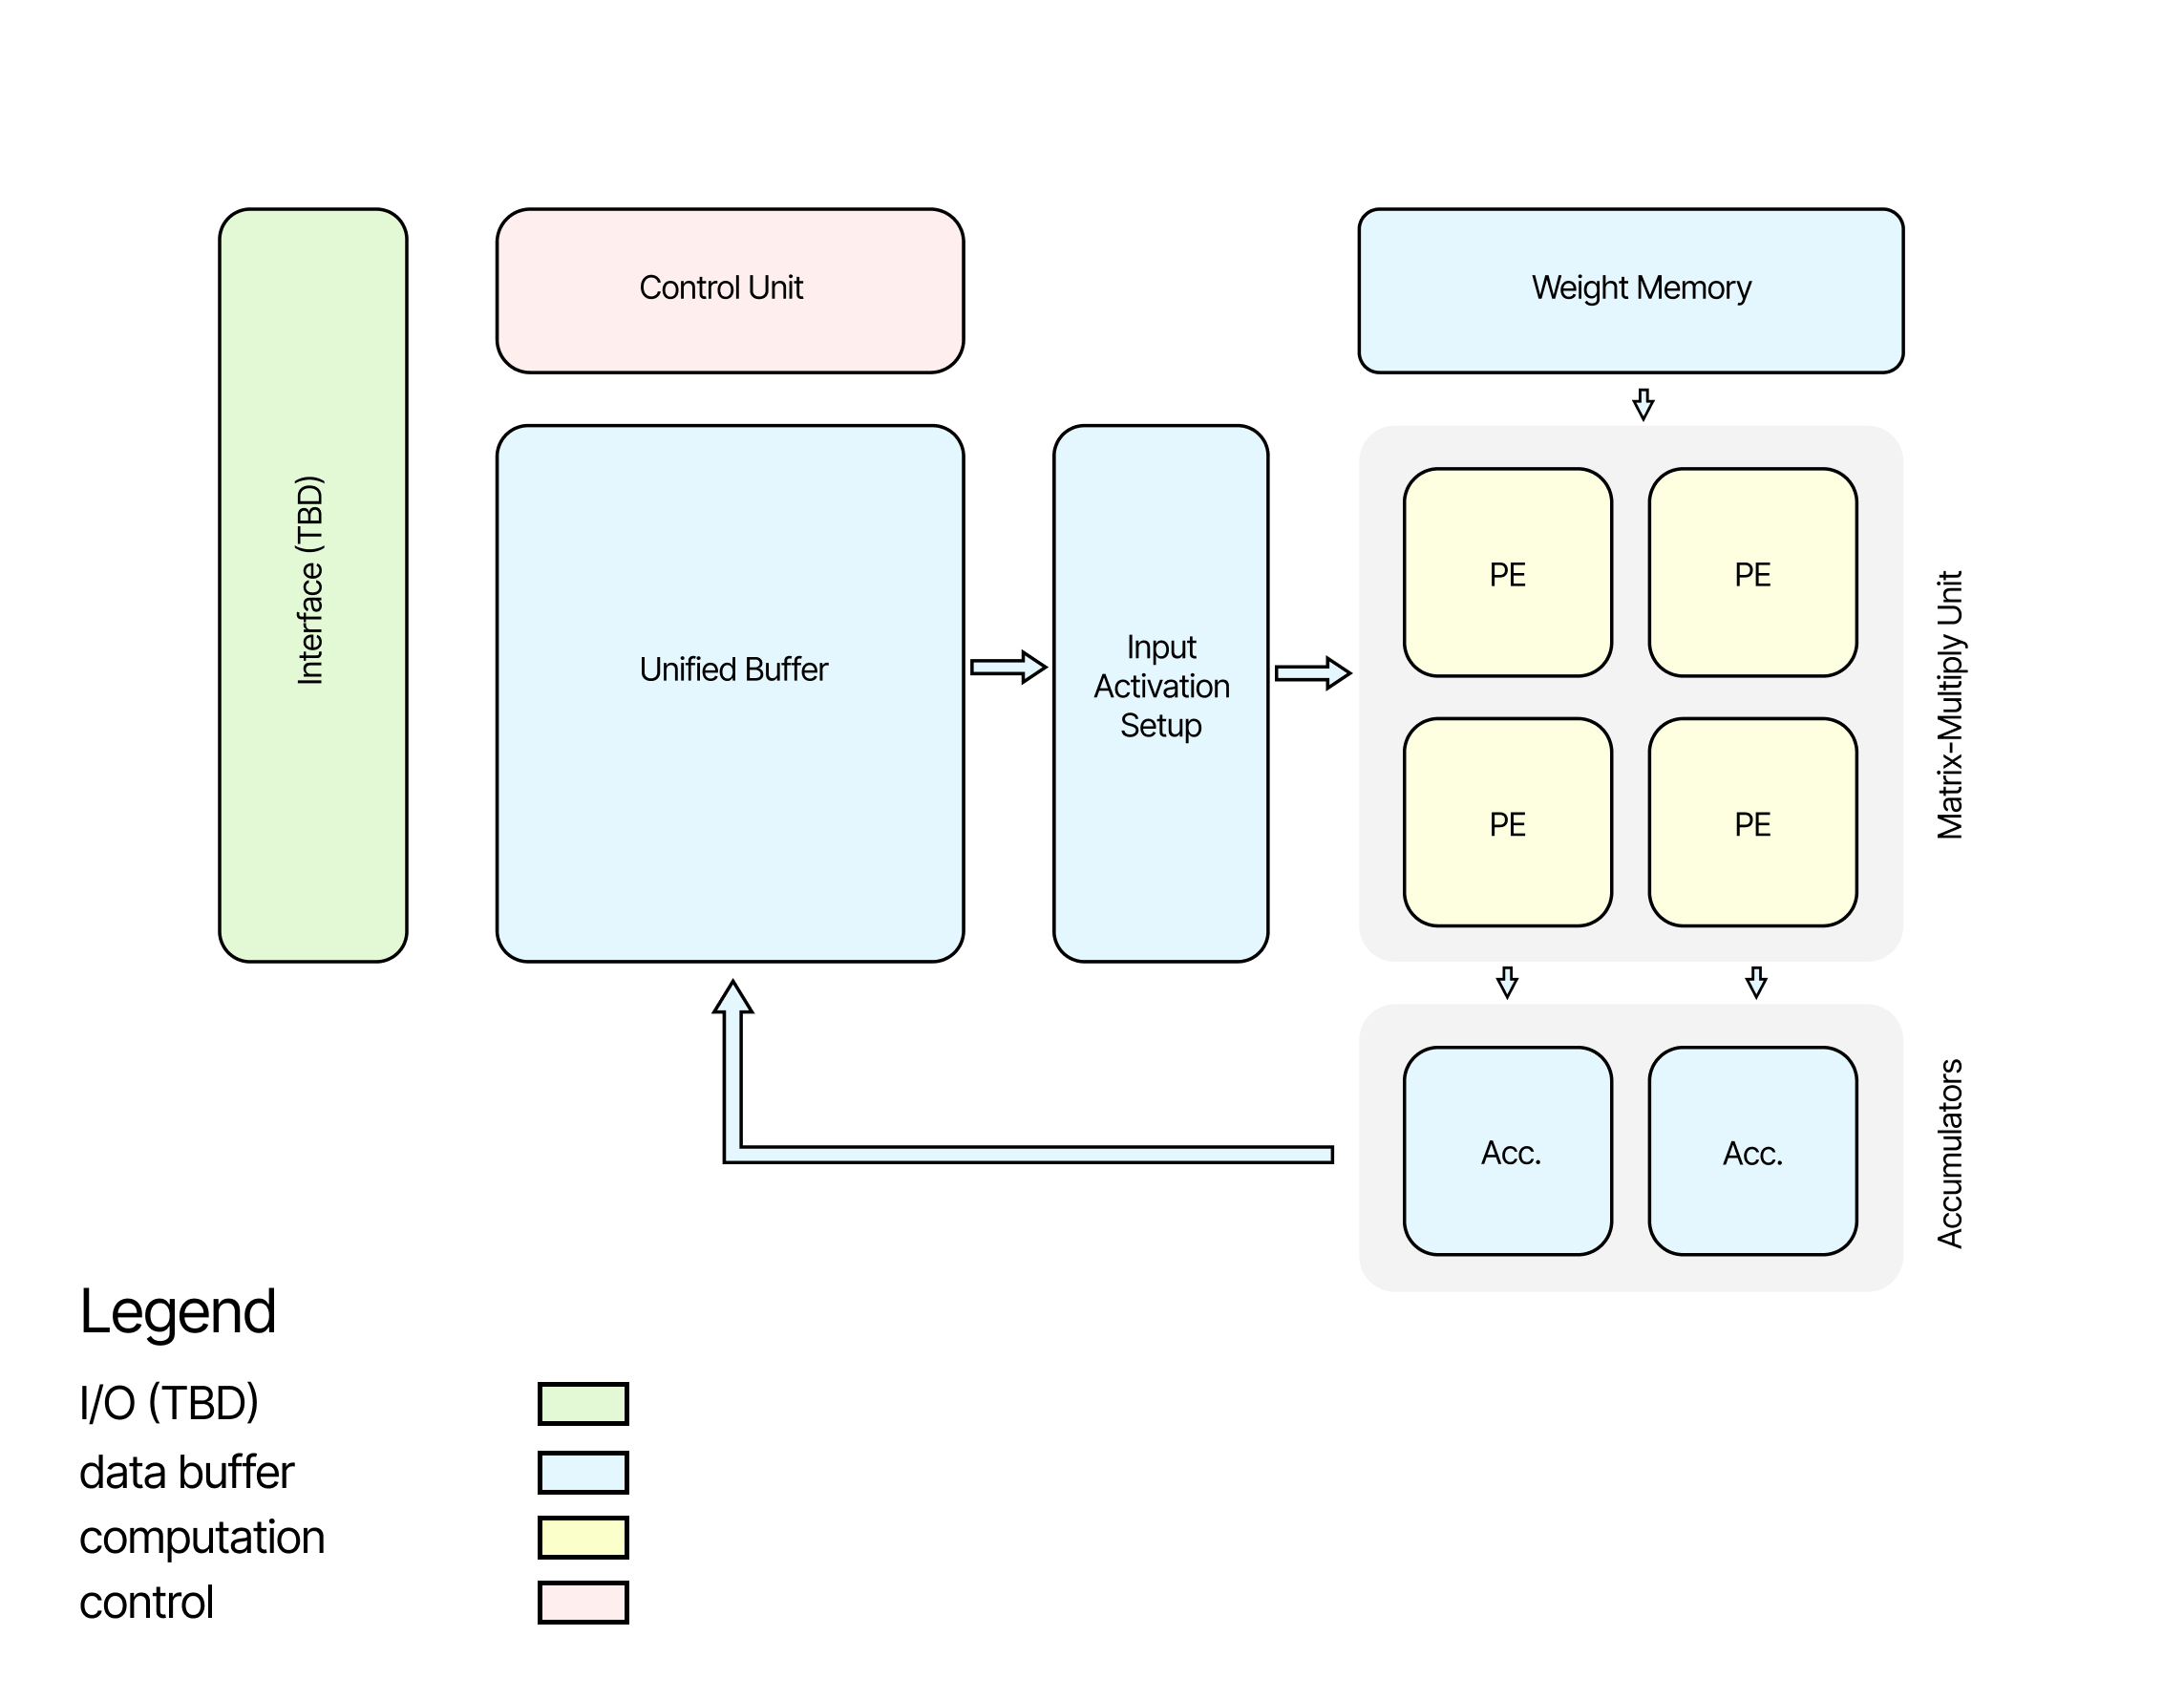 Control Unit
Weight Memory
Interface (TBD)
Unified Buffer
Input
Activation
Setup
PE
PE
PE
PE
Matrix-Multiply Unit
Acc.
Acc.
Accumulators
Legend
I/O (TBD)
data buffer
computation
control